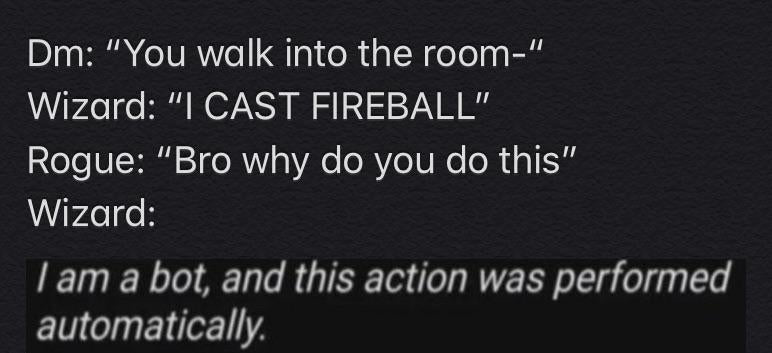 Dm: “You walk into the room-“
Wizard: “I CAST FIREBALL”
Rogue: “Bro why do you do this”
Wizard:
I am a bot, and this action was performed
automatically.